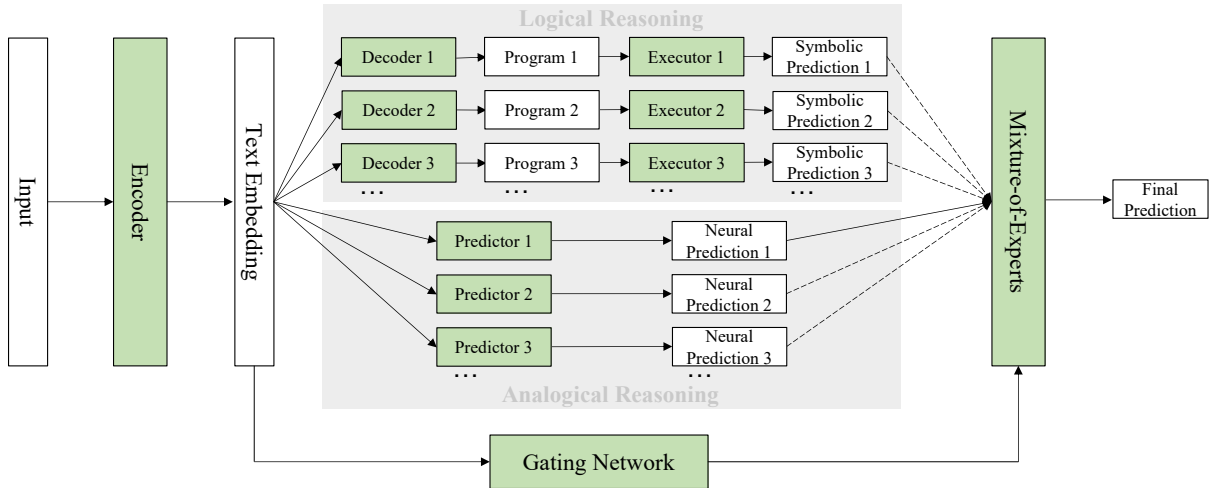 Logical Reasoning
Input
Encoder
Text Embedding
Decoder 1
Program 1
Executor 1
Symbolic
Prediction 1
Decoder 2
Program 2
Executor 2
Symbolic
Prediction 2
Decoder 3
Program 3
Executor 3
Symbolic
Prediction 3
...
...
...
...
Predictor 1
Neural
Prediction 1
Predictor 2
Neural
Prediction 2
Predictor 3
Neural
Prediction 3
...
...
Analogical Reasoning
Gating Network
Mixture-of-Experts
Final
Prediction